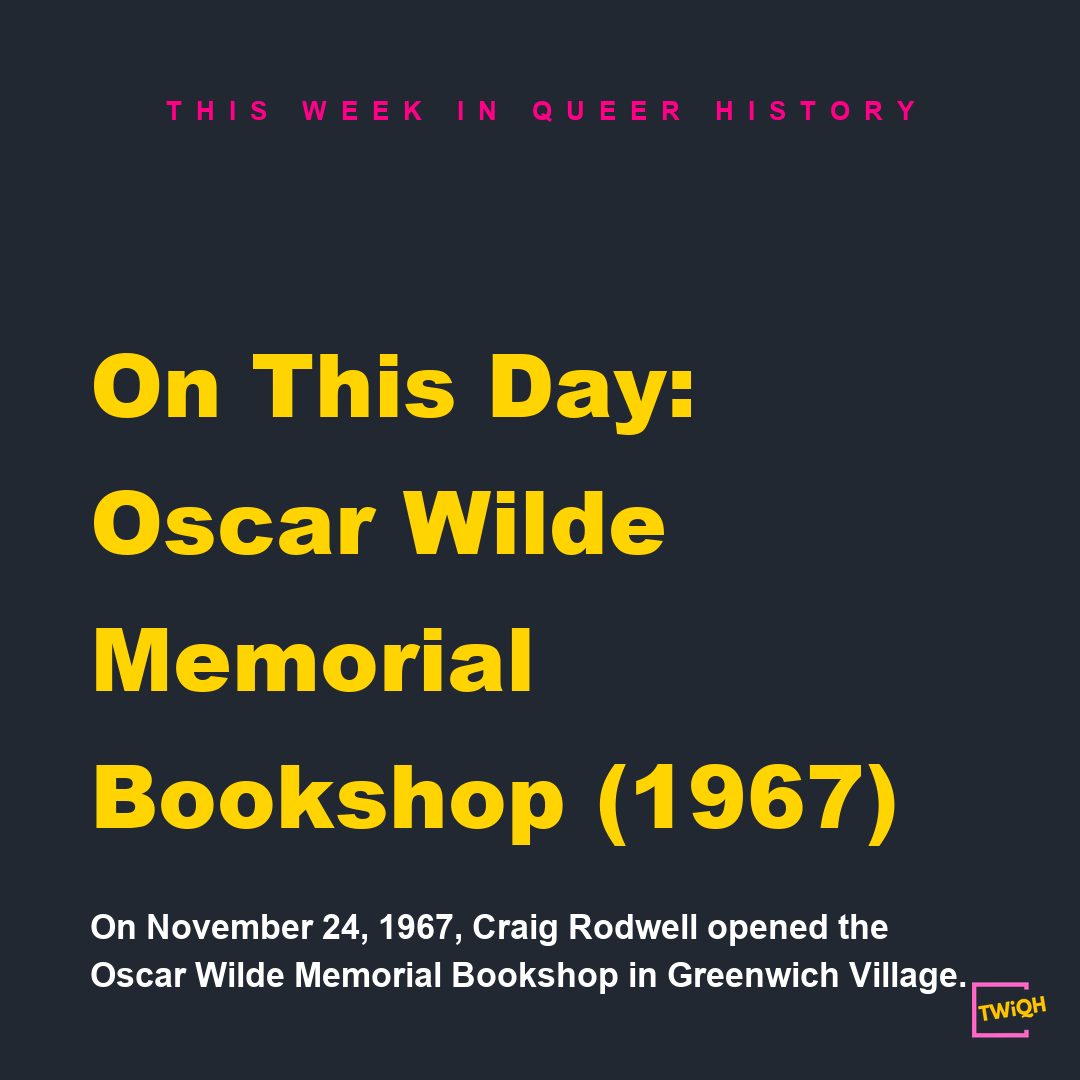 THIS WEEK IN QUEER HISTORY
On This Day:
Oscar Wilde
Memorial
Bookshop (1967)
On November 24, 1967, Craig Rodwell opened the
Oscar Wilde Memorial Bookshop in Greenwich Village.
TWiQH